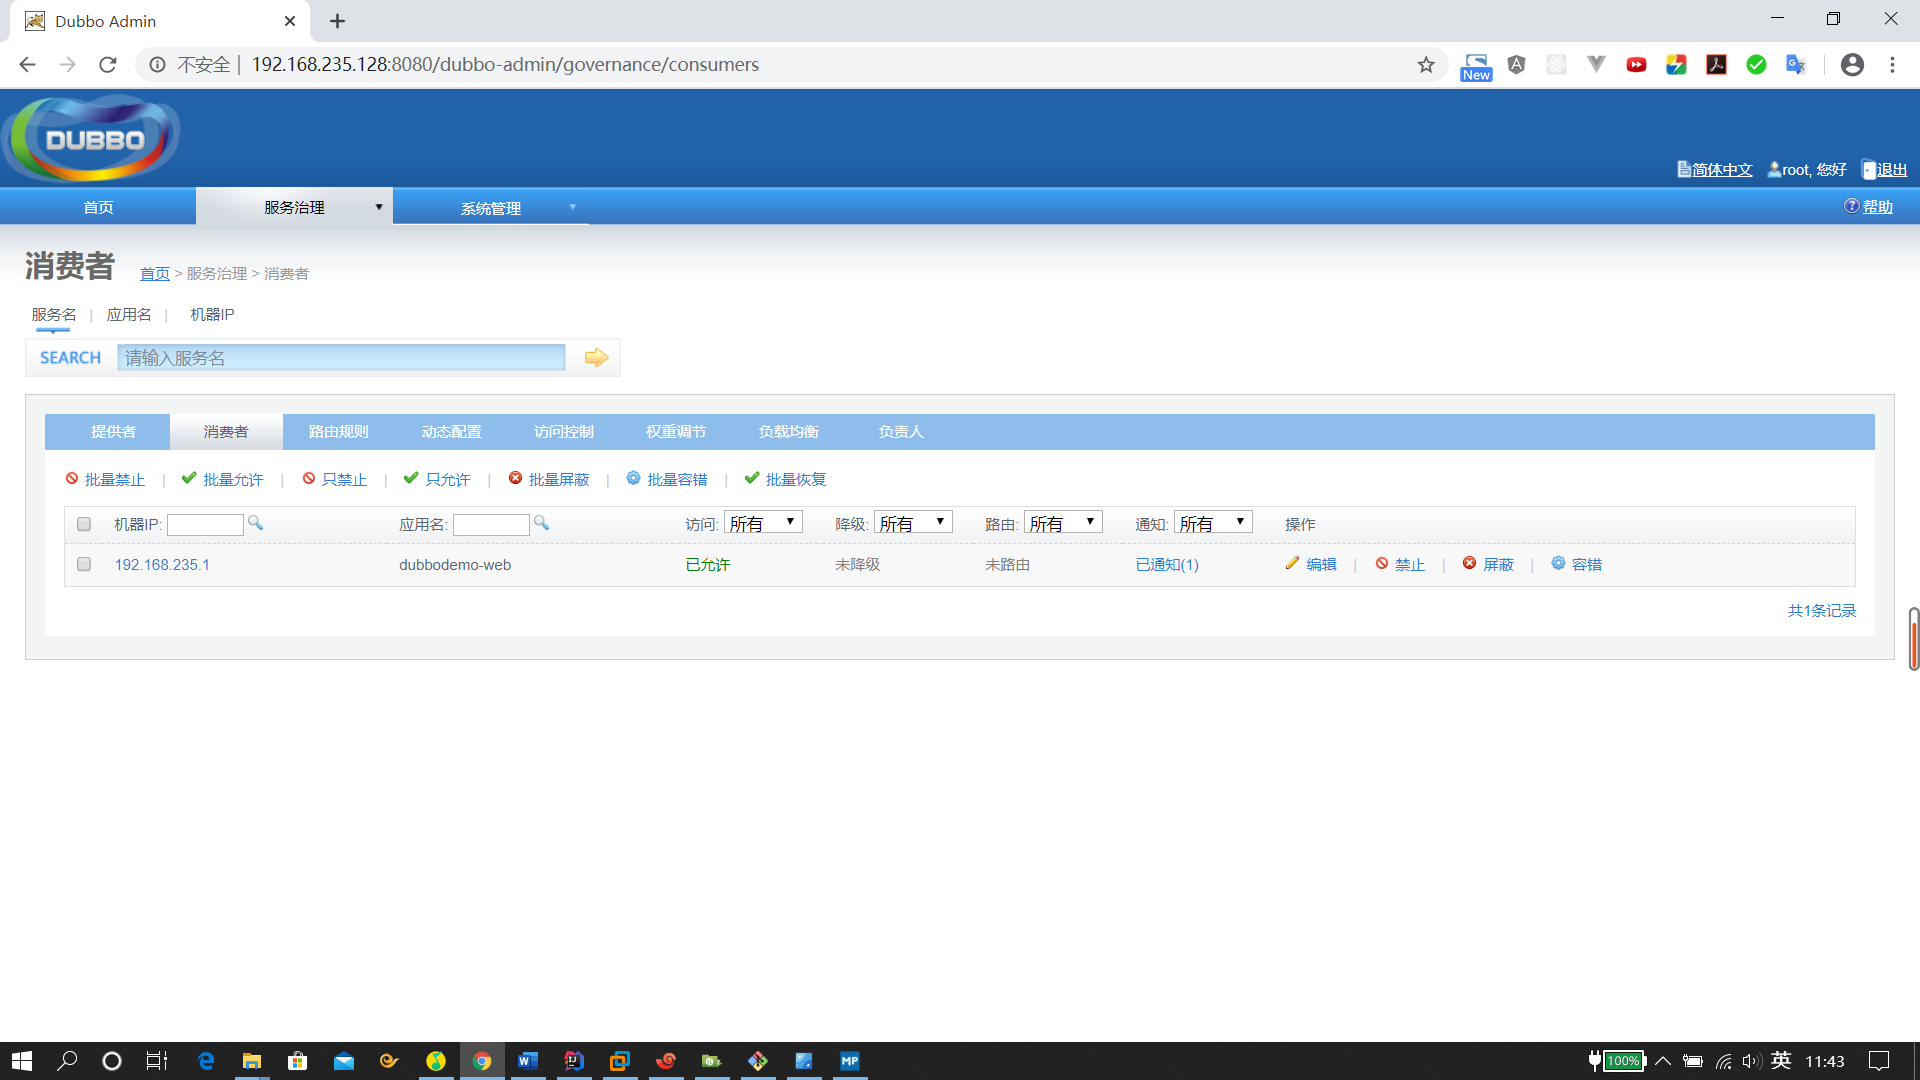 Dubbo Admin
不安全 | 192.168.235.128:8080/dubbo-admin/governance/consumers
New
DUBBO
简体中文 root, 您好 退出
首页 服务治理 系统管理 帮助
消费者 首页 > 服务治理 > 消费者
服务名 | 应用名 | 机器IP
SEARCH 请输入服务名
提供者 消费者 路由规则 动态配置 访问控制 权重调节 负载均衡 负责人
批量禁止 | 批量允许 | 只禁止 | 只允许 | 批量屏蔽 | 批量容错 | 批量恢复
机器IP: 应用名: 访问: 所有 降级: 所有 路由: 所有 通知: 所有 操作
192.168.235.1 dubbodemo-web 已允许 未降级 未路由 已通知(1) 编辑 | 禁止 | 屏蔽 | 容错
共1条记录
MP 100% 英 11:43